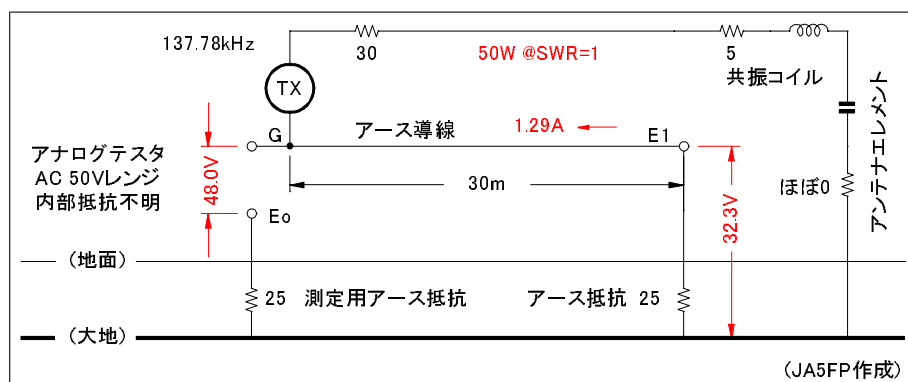 137.78kHz
30
50W @SWR=1
5
共振コイル
TX
G
アース導線
1.29A
E1
アナログテスタ
AC 50Vレンジ
内部抵抗不明
48.0V
30m
Eo
32.3V
ほぼ0
アンテナエレメント
(地面)
25 測定用アース抵抗
アース抵抗 25
(大地)
(JA5FP作成)